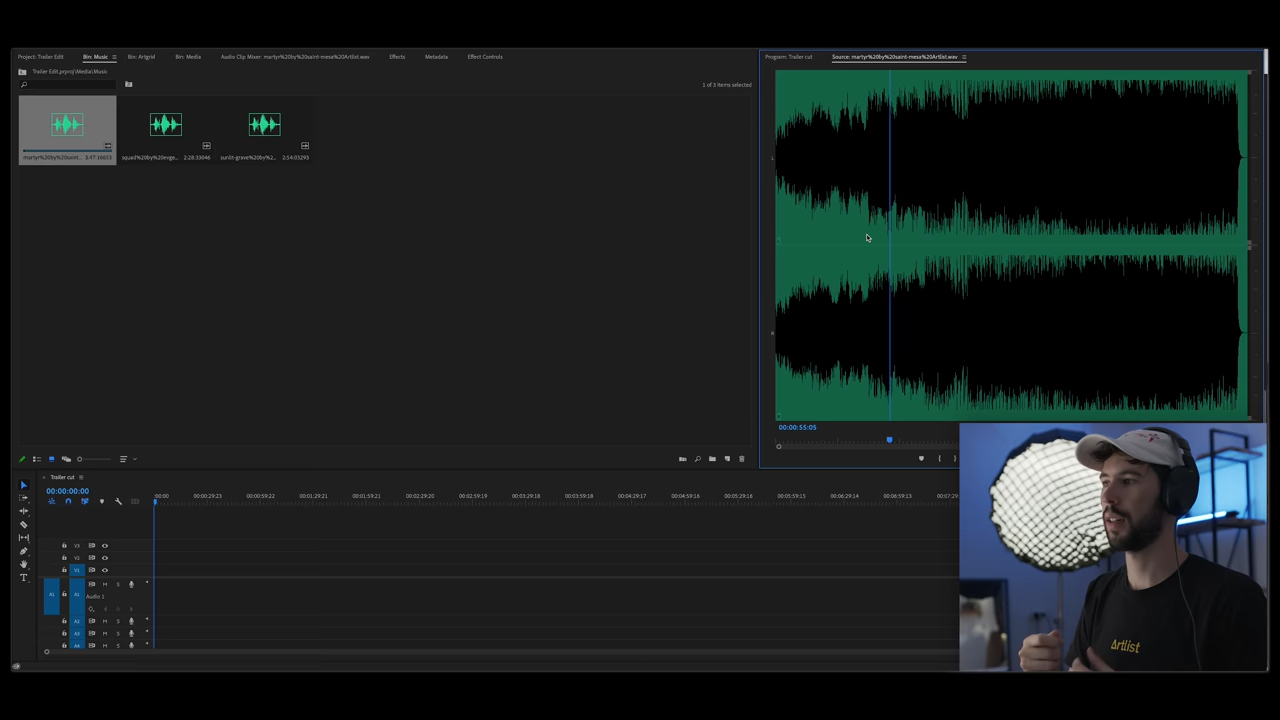 Project: Trailer Edit
Bin: Music
Bin: Artgrid
Bin: Media
Audio Clip Mixer: martyr%20by%20saint-mesa%20Artlist.wav
Effects
Metadata
Effect Controls
Program: Trailer cut
Source: martyr%20by%20saint-mesa%20Artlist.wav
Trailer Edit.prproj\Media\Music
1 of 3 items selected
martyr%20by%20saint...
squad%20by%20evge...
2:28:33046
sunlit-grave%20by%2...
2:54:03293
L
R
00:00:55:05
Trailer cut
00:00:00:00
:00:00
00:00:29:23
00:00:59:22
00:01:29:21
00:01:59:21
00:02:29:20
00:02:59:19
00:03:29:18
00:03:59:18
00:04:29:17
00:04:59:16
00:05:29:16
00:05:59:15
00:06:29:14
00:06:59:13
V3
V2
V1
A1 A1 M S
Audio 1
A2 M S
A3 M S
A4 M S
Artlist